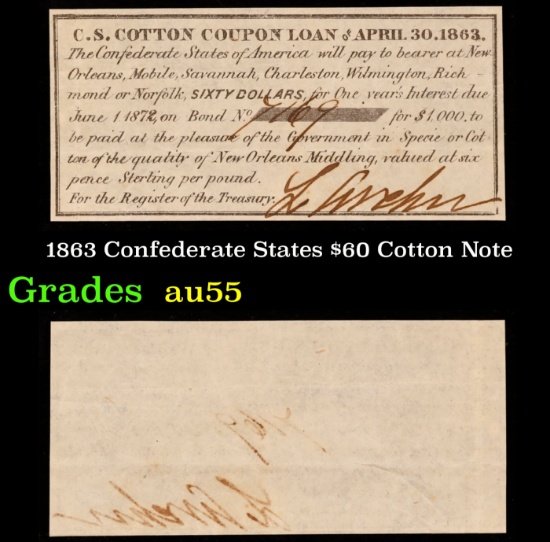 C.S. COTTON COUPON LOAN of APRIL 30.1863.
The Confederate States of America will pay to bearer at New
Orleans, Mobile, Savannah, Charleston, Wilmington, Rich-
mond or Norfolk, SIXTY DOLLARS, for One year's Interest due
June 1 1872, on Bond No 7169 for $1,000, to
be paid at the pleasure of the Government in Specie or Cot
ton of the quality of New Orleans Middling, valued at six
pence Sterling per pound.
For the Register of the Treasury.
1863 Confederate States $60 Cotton Note
Grades au55